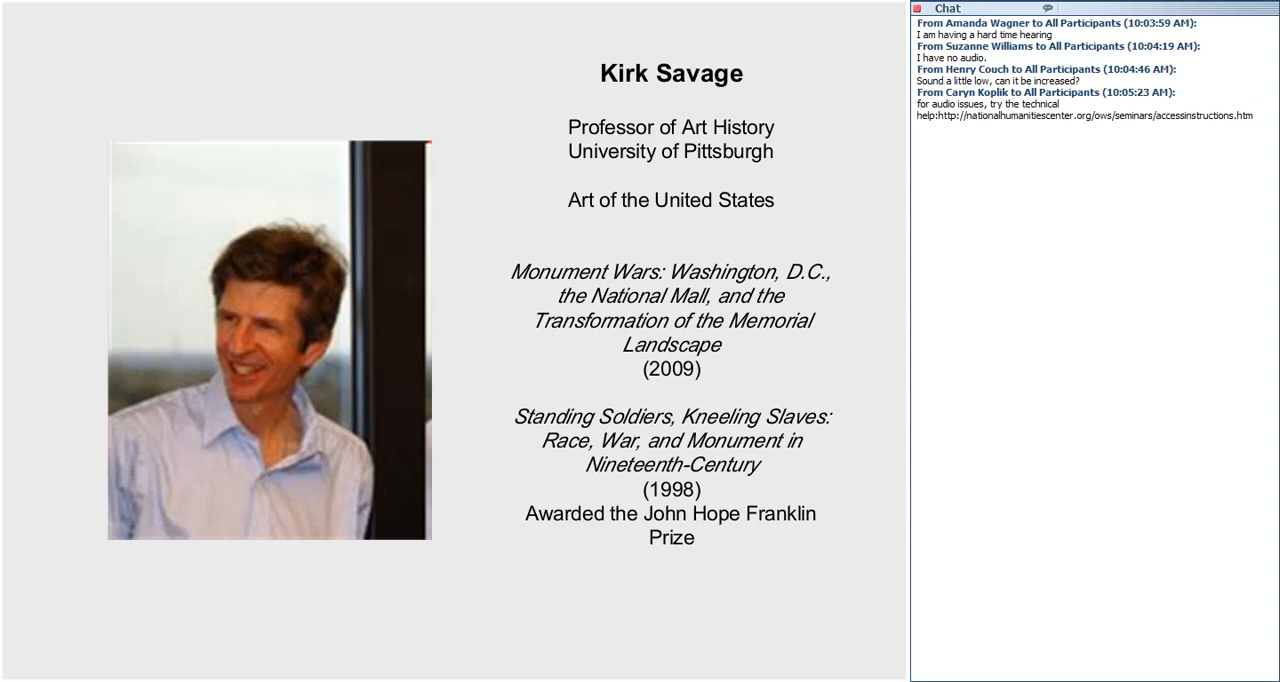 Kirk Savage
Professor of Art History
University of Pittsburgh
Art of the United States
Monument Wars: Washington, D.C.,
the National Mall, and the
Transformation of the Memorial
Landscape
(2009)
Standing Soldiers, Kneeling Slaves:
Race, War, and Monument in
Nineteenth-Century
(1998)
Awarded the John Hope Franklin
Prize
Chat
From Amanda Wagner to All Participants (10:03:59 AM):
I am having a hard time hearing
From Suzanne Williams to All Participants (10:04:19 AM):
I have no audio.
From Henry Couch to All Participants (10:04:46 AM):
Sound a little low, can it be increased?
From Caryn Koplik to All Participants (10:05:23 AM):
for audio issues, try the technical
help:http://nationalhumanitiescenter.org/ows/seminars/accessinstructions.htm